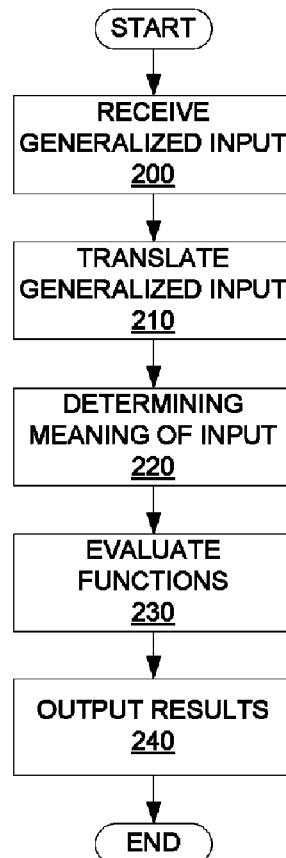 START
RECEIVE
GENERALIZED INPUT
200
TRANSLATE
GENERALIZED INPUT
210
DETERMINING
MEANING OF INPUT
220
EVALUATE
FUNCTIONS
230
OUTPUT RESULTS
240
END